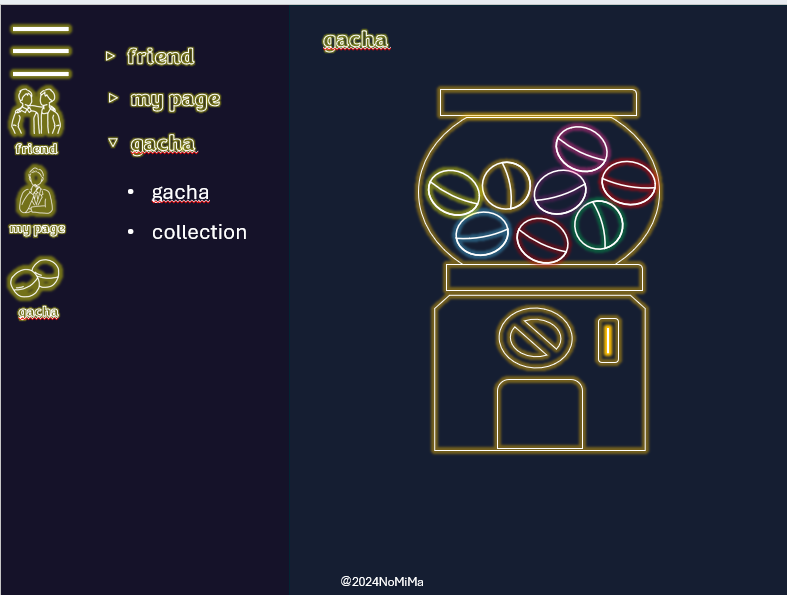 friend
my page
gacha
friend
my page
gacha
gacha
collection
gacha
@2024NoMiMa